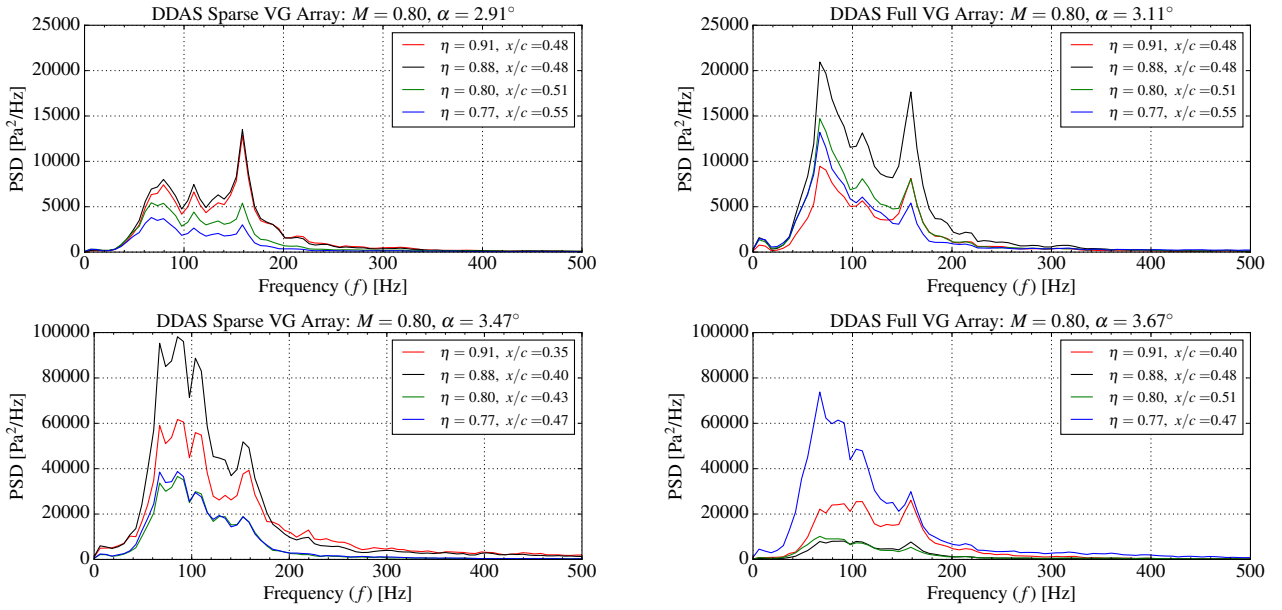 DDAS Sparse VG Array: M = 0.80, α = 2.91°
25000
20000
15000
10000
5000
0
PSD [Pa²/Hz]
η = 0.91, x/c=0.48
η = 0.88, x/c=0.48
η = 0.80, x/c=0.51
η = 0.77, x/c=0.55
0 100 200 300 400 500
Frequency (f) [Hz]
DDAS Full VG Array: M = 0.80, α = 3.11°
25000
20000
15000
10000
5000
0
PSD [Pa²/Hz]
η = 0.91, x/c=0.48
η = 0.88, x/c=0.48
η = 0.80, x/c=0.51
η = 0.77, x/c=0.55
0 100 200 300 400 500
Frequency (f) [Hz]
DDAS Sparse VG Array: M = 0.80, α = 3.47°
100000
80000
60000
40000
20000
0
PSD [Pa²/Hz]
η = 0.91, x/c=0.35
η = 0.88, x/c=0.40
η = 0.80, x/c=0.43
η = 0.77, x/c=0.47
0 100 200 300 400 500
Frequency (f) [Hz]
DDAS Full VG Array: M = 0.80, α = 3.67°
100000
80000
60000
40000
20000
0
PSD [Pa²/Hz]
η = 0.91, x/c=0.40
η = 0.88, x/c=0.48
η = 0.80, x/c=0.51
η = 0.77, x/c=0.47
0 100 200 300 400 500
Frequency (f) [Hz]